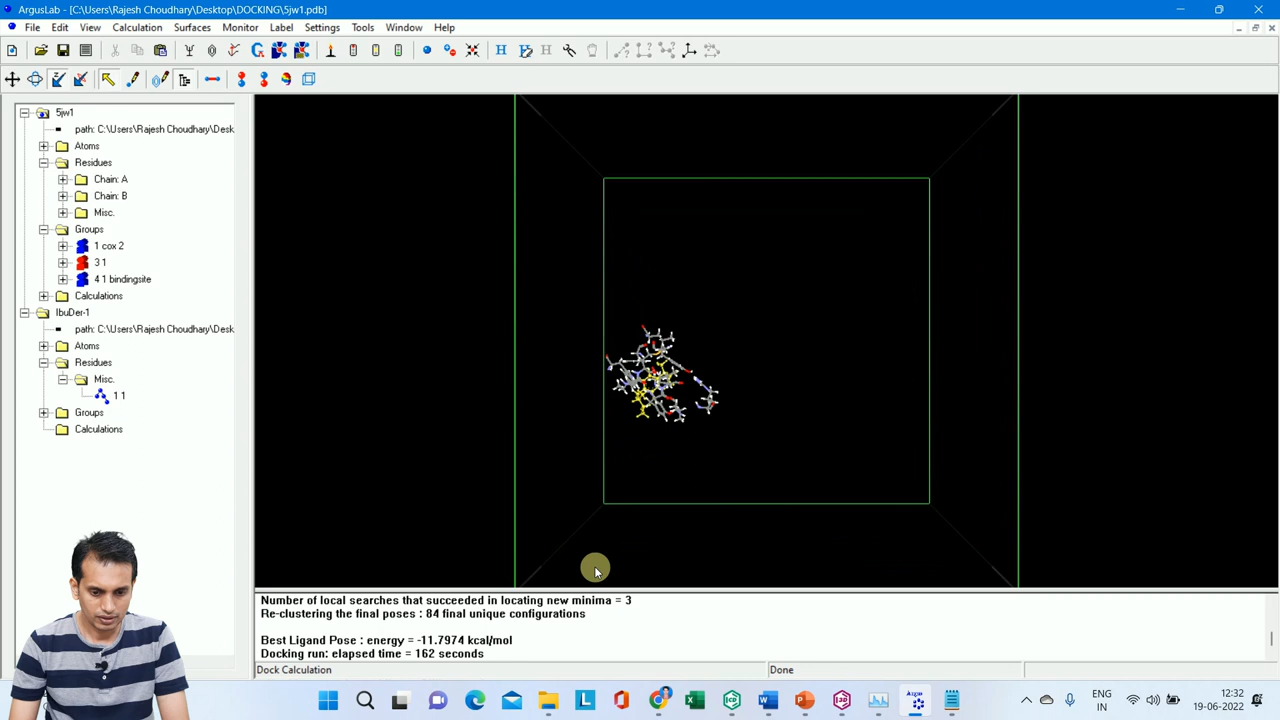 ArgusLab - [C:\Users\Rajesh Choudhary\Desktop\DOCKING\5jw1.pdb]
File Edit View Calculation Surfaces Monitor Label Settings Tools Window Help
5jw1
path: C:\Users\Rajesh Choudhary\Desk
Atoms
Residues
Chain: A
Chain: B
Misc.
Groups
1 cox 2
3 1
4 1 bindingsite
Calculations
IbuDer-1
path: C:\Users\Rajesh Choudhary\Desk
Atoms
Residues
Misc.
1 1
Groups
Calculations
Number of local searches that succeeded in locating new minima = 3
Re-clustering the final poses : 84 final unique configurations
Best Ligand Pose : energy = -11.7974 kcal/mol
Docking run: elapsed time = 162 seconds
Dock Calculation Done
ENG
IN
12:32
19-06-2022